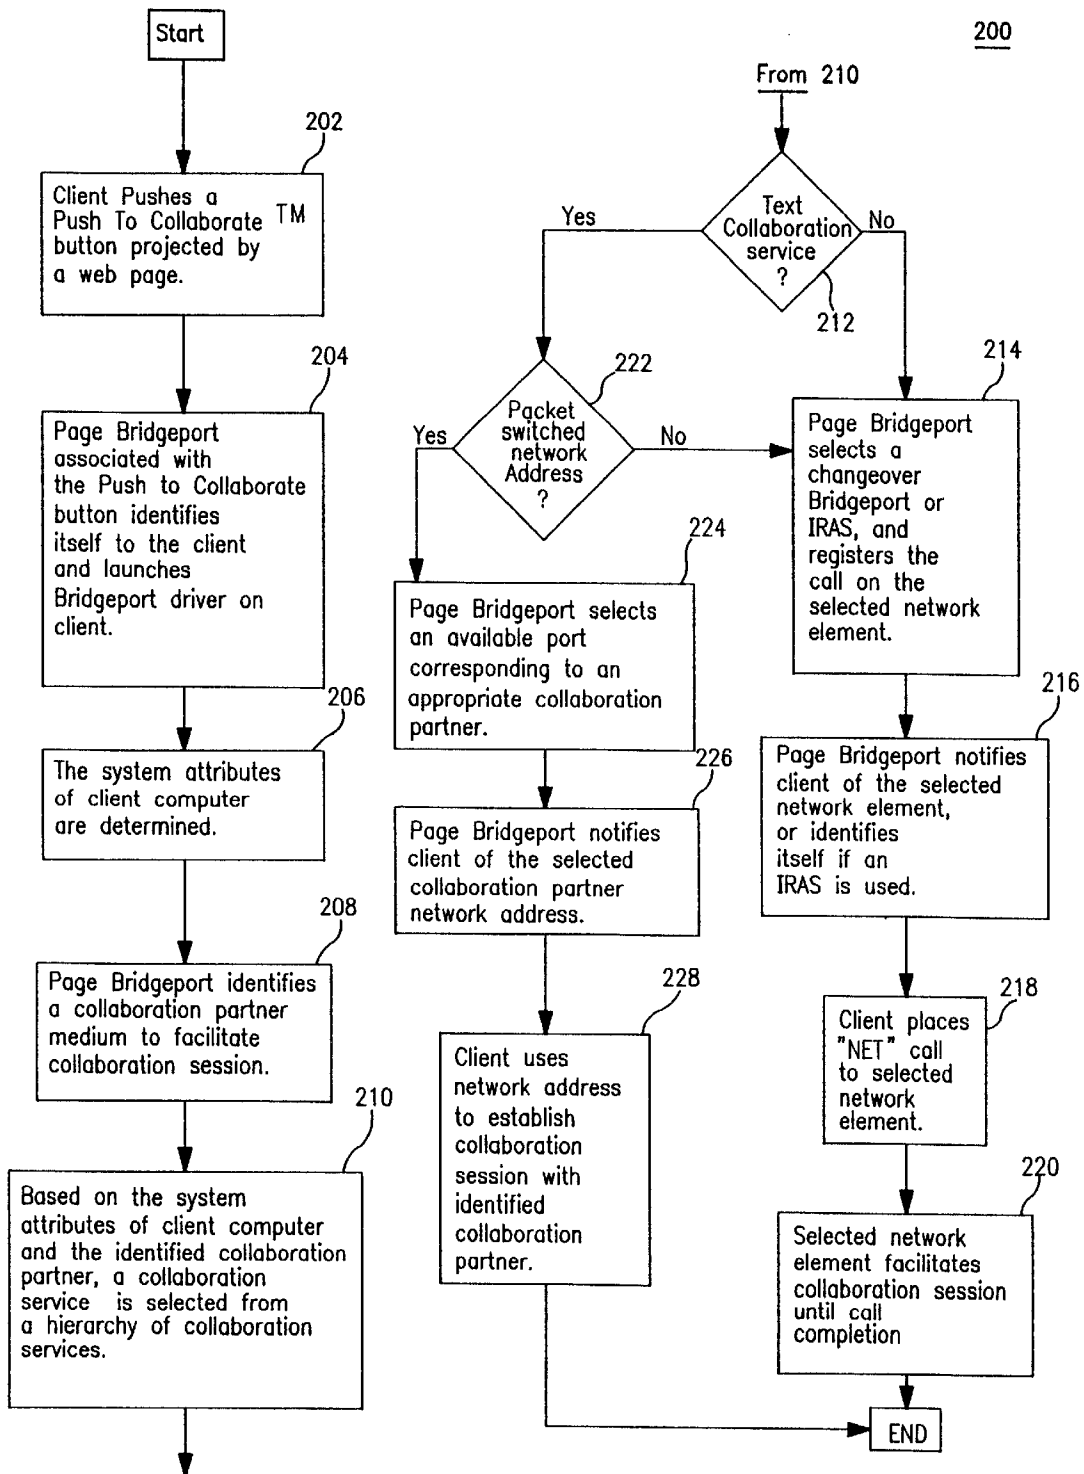 Start
202
Client Pushes a
Push To Collaborate TM
button projected by
a web page.
204
Page Bridgeport
associated with
the Push to Collaborate
button identifies
itself to the client
and launches
Bridgeport driver on
client.
206
The system attributes
of client computer
are determined.
208
Page Bridgeport identifies
a collaboration partner
medium to facilitate
collaboration session.
210
Based on the system
attributes of client computer
and the identified collaboration
partner, a collaboration
service is selected from
a hierarchy of collaboration
services.
200
From 210
Text
Collaboration
service
?
212
Yes
No
222
Packet
switched
network
Address
?
Yes
No
224
Page Bridgeport selects
an available port
corresponding to an
appropriate collaboration
partner.
226
Page Bridgeport notifies
client of the selected
collaboration partner
network address.
228
Client uses
network address
to establish
collaboration
session with
identified
collaboration
partner.
214
Page Bridgeport
selects a
changeover
Bridgeport or
IRAS, and
registers the
call on the
selected network
element.
216
Page Bridgeport notifies
client of the selected
network element,
or identifies
itself if an
IRAS is used.
218
Client places
"NET" call
to selected
network
element.
220
Selected network
element facilitates
collaboration session
until call
completion
END